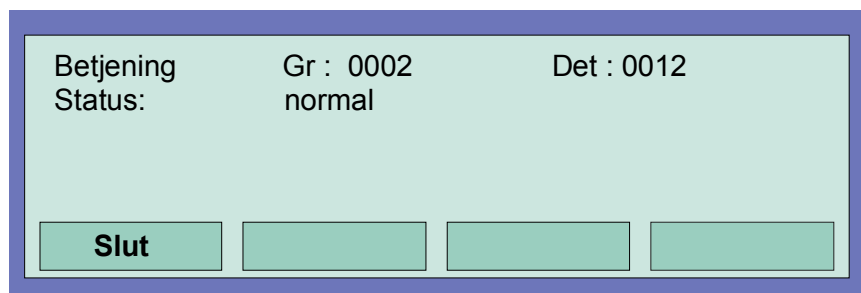 Betjening Gr : 0002 Det : 0012
Status: normal
Slut